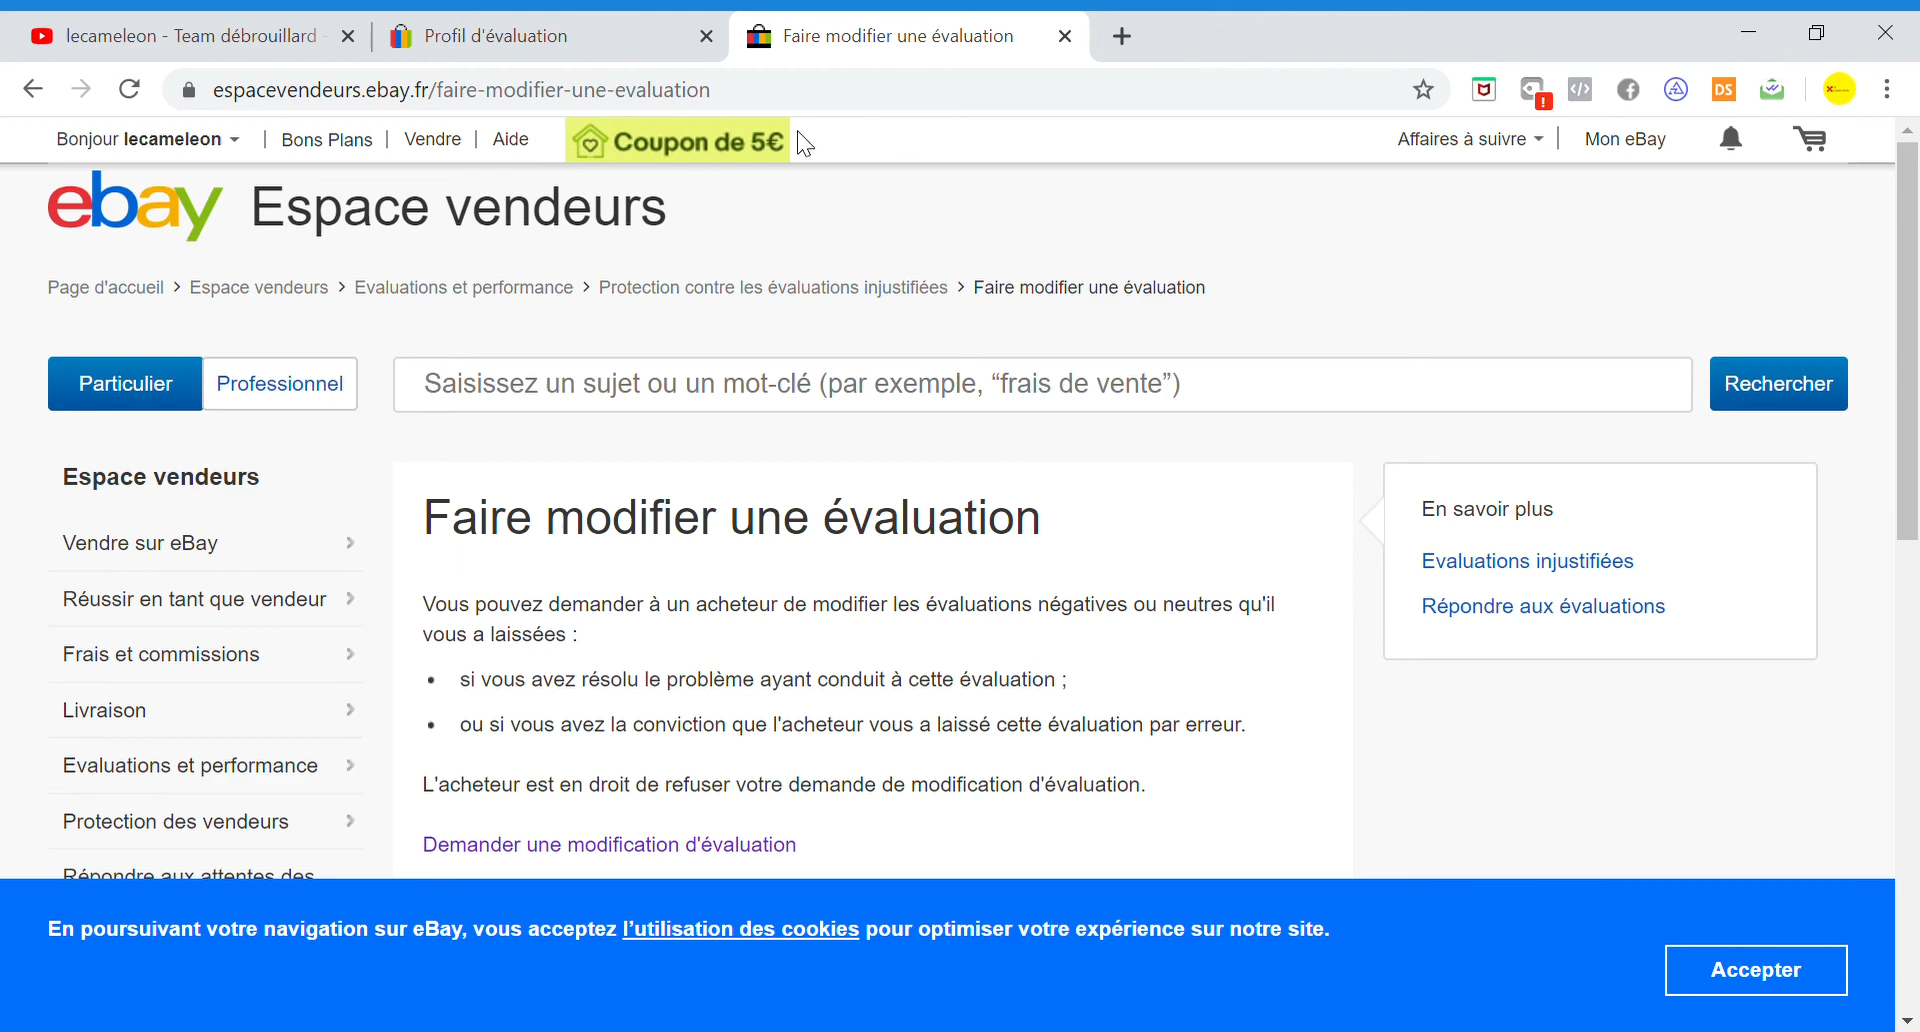 lecameleon - Team débrouillard -
Profil d'évaluation
Faire modifier une évaluation
espacevendeurs.ebay.fr/faire-modifier-une-evaluation
DS
Bonjour lecameleon
Bons Plans
Vendre
Aide
Coupon de 5€
Affaires à suivre
Mon eBay
ebay Espace vendeurs
Page d'accueil > Espace vendeurs > Evaluations et performance > Protection contre les évaluations injustifiées > Faire modifier une évaluation
Particulier
Professionnel
Saisissez un sujet ou un mot-clé (par exemple, “frais de vente”)
Rechercher
Espace vendeurs
Vendre sur eBay
Réussir en tant que vendeur
Frais et commissions
Livraison
Evaluations et performance
Protection des vendeurs
Répondre aux attentes des
Faire modifier une évaluation
Vous pouvez demander à un acheteur de modifier les évaluations négatives ou neutres qu'il
vous a laissées :
• si vous avez résolu le problème ayant conduit à cette évaluation ;
• ou si vous avez la conviction que l'acheteur vous a laissé cette évaluation par erreur.
L'acheteur est en droit de refuser votre demande de modification d'évaluation.
Demander une modification d'évaluation
En savoir plus
Evaluations injustifiées
Répondre aux évaluations
En poursuivant votre navigation sur eBay, vous acceptez l’utilisation des cookies pour optimiser votre expérience sur notre site.
Accepter